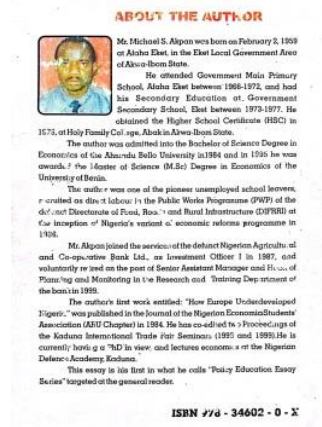 ABOUT THE AUTHOR
Mr. Michael S. Akpan was born on February 2, 1959
at Afaha Eket, in the Eket Local Government Area
of Akwa-Ibom State.
He attended Government Main Primary
School, Afaha Eket between 1966-1972, and had
his Secondary Education at Government
Secondary School, Eket between 1973-1977. He
obtained the Higher School Certificate (HSC) in
at Holy Family College, Abak in Akwa-Ibom State.
The author was admitted into the Bachelor of Science Degree in
Economics of the Ahmadu Bello University in 1984 and in 1995 he was
awarded the Master of Science (M.Sc) Degree in Economics of the
University of Benin.
The author was one of the pioneer unemployed school leavers,
recruited as direct labour in the Public Works Programme (PWP) of the
defunct Directorate of Food, Roads and Rural Infrastructure (DIFRRI) at
the inception of Nigeria's variant of economic reforms programme in
1986.
Mr. Akpan joined the services of the defunct Nigerian Agricultural
and Co-operative Bank Ltd., as Investment Officer I in 1987, and
voluntarily retired on the post of Senior Assistant Manager and Head of
Planning and Monitoring in the Research and Training Department of
the bank in 1999.
The author's first work entitled: "How Europe Underdeveloped
Nigeria," was published in the Journal of the Nigerian Economia Students'
Association (ABU Chapter) in 1984. He has co-edited two Proceedings of
the Kaduna International Trade Fair Seminars (1995 and 1999). He is
currently having a PhD in view, and lectures economics at the Nigerian
Defence Academy, Kaduna.
This essay is his first in what he calls "Policy Education Essay
Series" targeted at the general reader.
ISBN 978 - 34602 - 0 - X